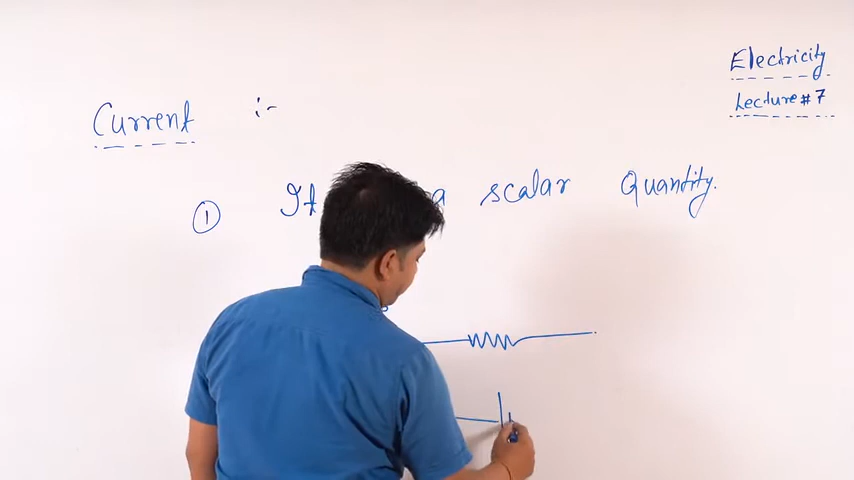 Electricity
Lecture # 7
Current :-
① It a scalar Quantity.